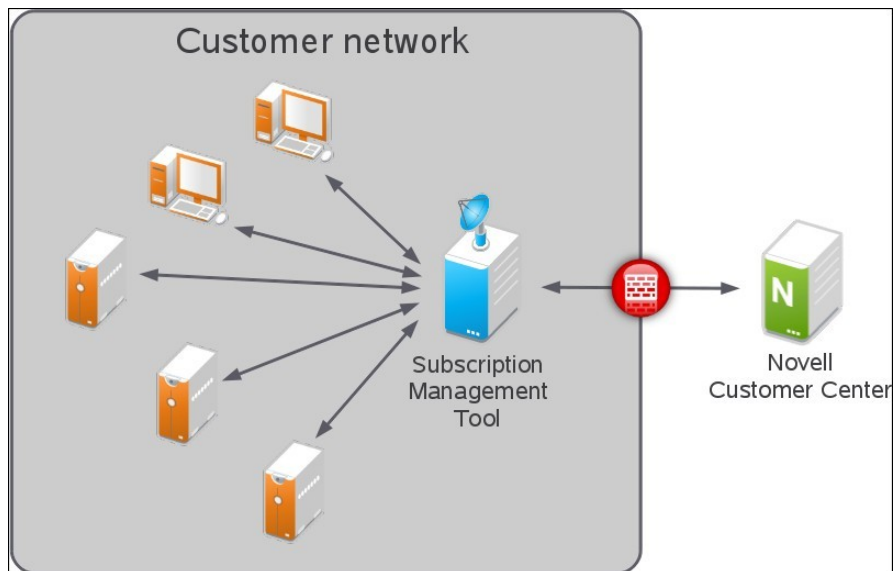 Customer network
Subscription
Management
Tool
N
Novell
Customer Center